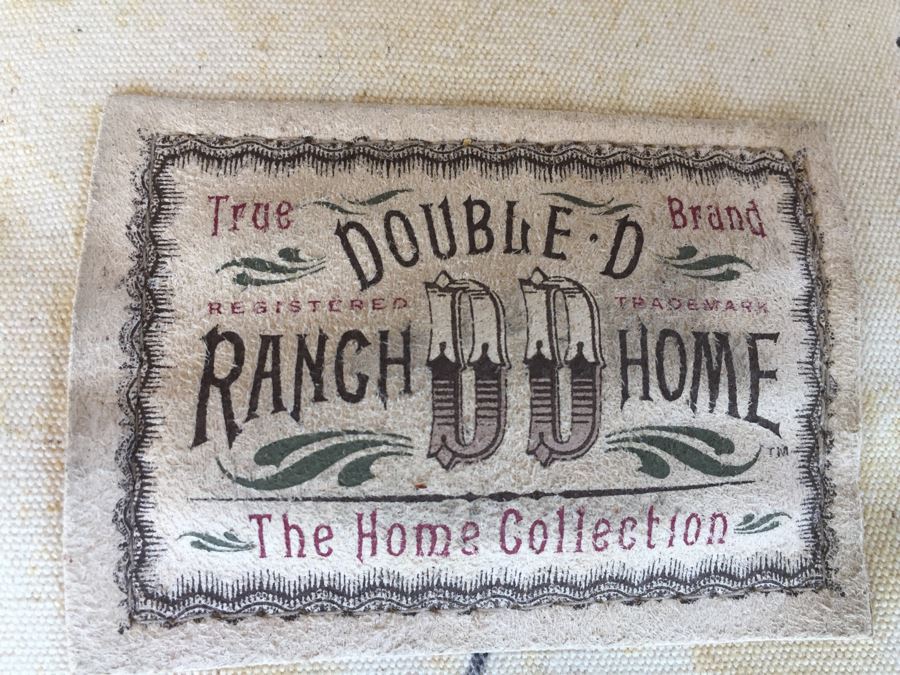 True DOUBLE·D Brand
REGISTERED TRADEMARK
RANCH DD HOME ™
The Home Collection